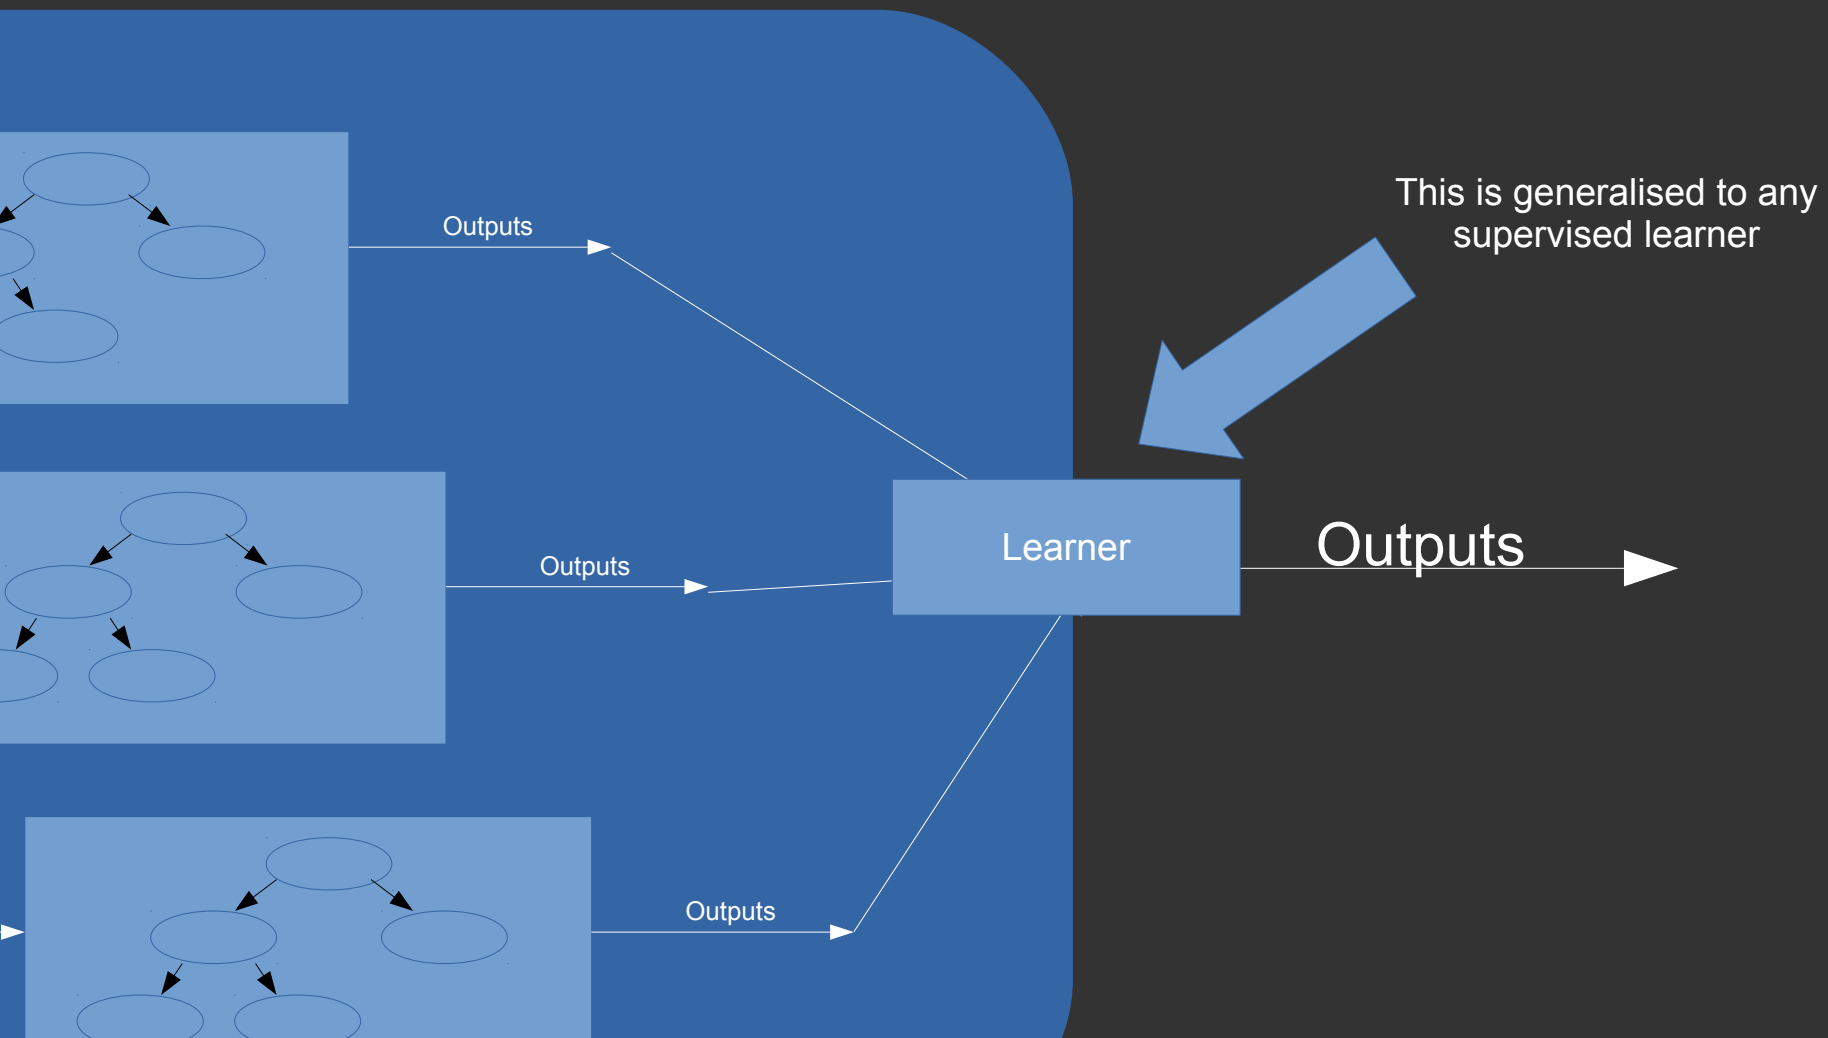 This is generalised to any
supervised learner
Outputs
Outputs
Learner
Outputs
Outputs